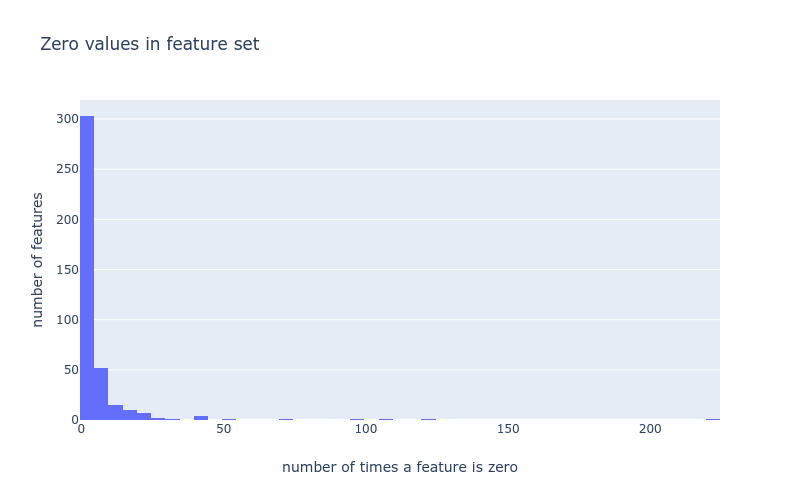 Zero values in feature set
300
250
200
150
100
50
0
number of features
0 50 100 150 200
number of times a feature is zero